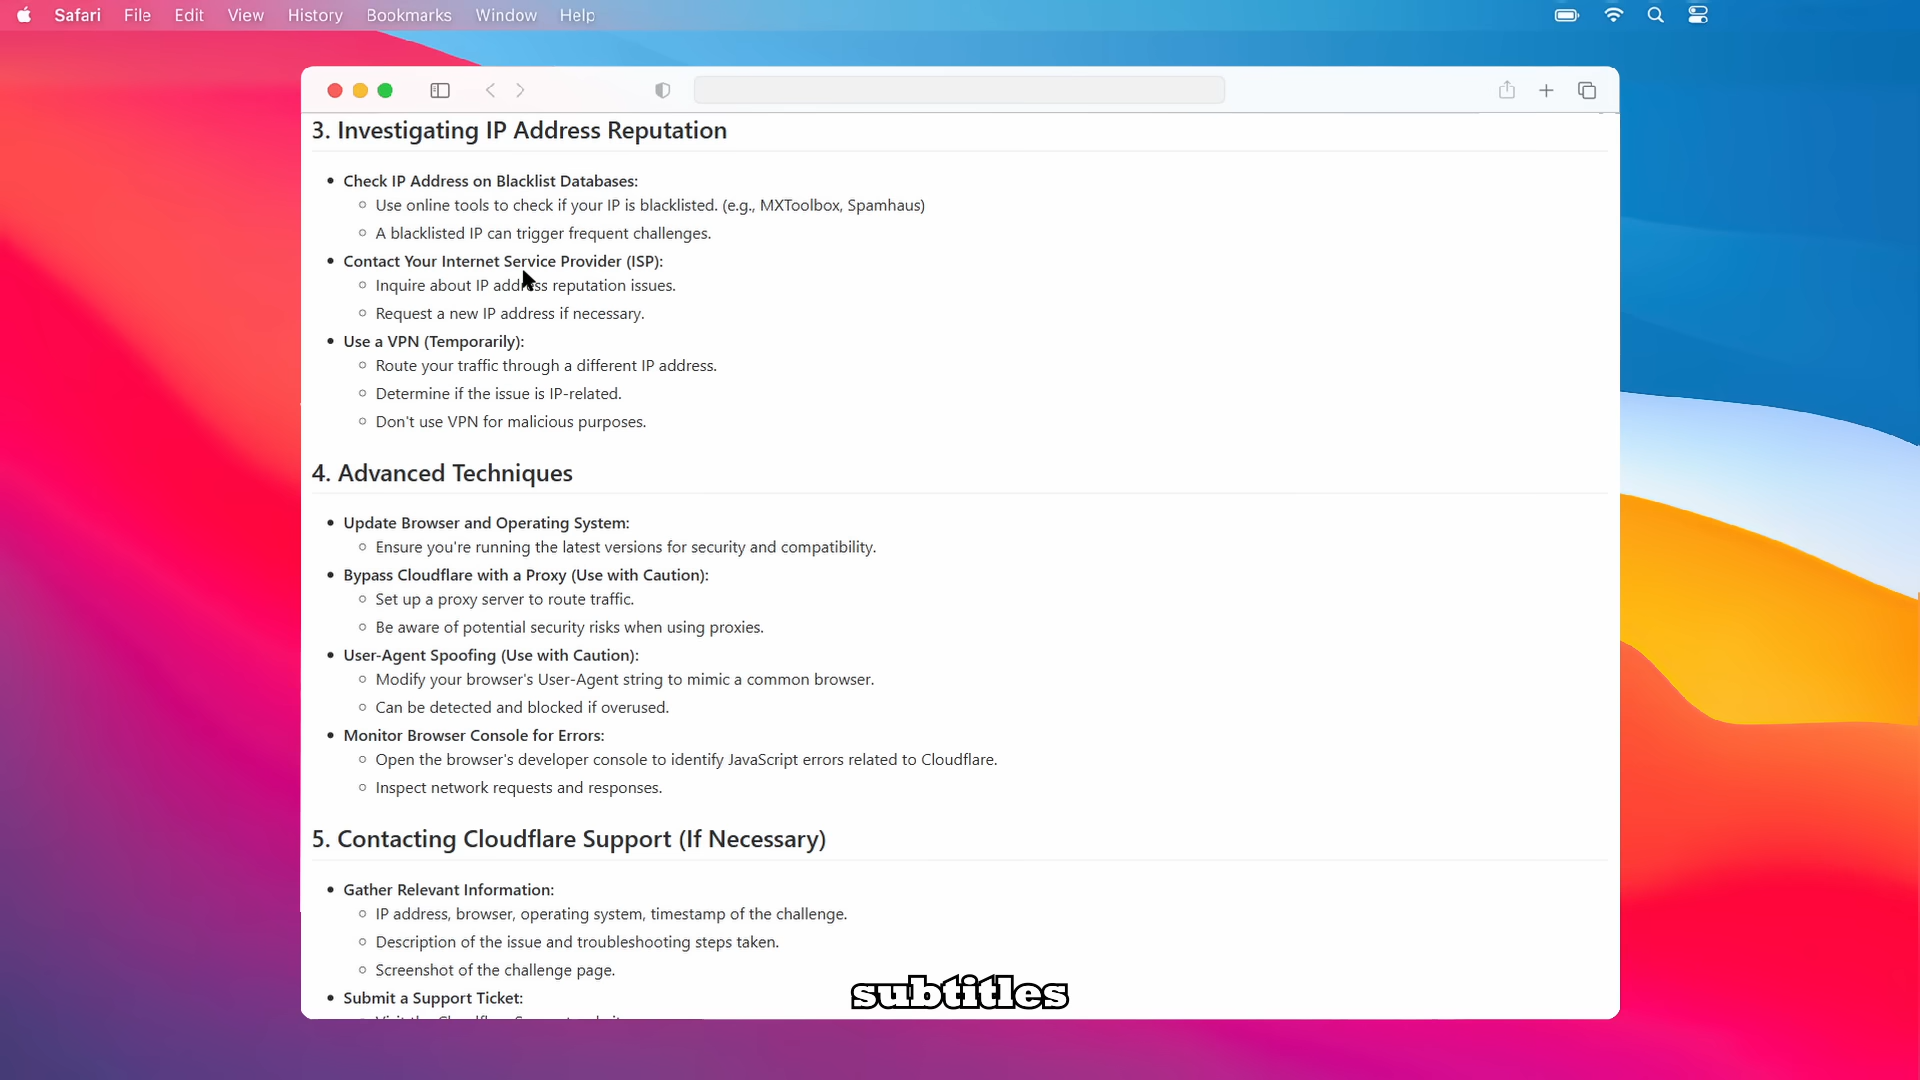 Safari File Edit View History Bookmarks Window Help
3. Investigating IP Address Reputation
Check IP Address on Blacklist Databases:
Use online tools to check if your IP is blacklisted. (e.g., MXToolbox, Spamhaus)
A blacklisted IP can trigger frequent challenges.
Contact Your Internet Service Provider (ISP):
Inquire about IP address reputation issues.
Request a new IP address if necessary.
Use a VPN (Temporarily):
Route your traffic through a different IP address.
Determine if the issue is IP-related.
Don't use VPN for malicious purposes.
4. Advanced Techniques
Update Browser and Operating System:
Ensure you're running the latest versions for security and compatibility.
Bypass Cloudflare with a Proxy (Use with Caution):
Set up a proxy server to route traffic.
Be aware of potential security risks when using proxies.
User-Agent Spoofing (Use with Caution):
Modify your browser's User-Agent string to mimic a common browser.
Can be detected and blocked if overused.
Monitor Browser Console for Errors:
Open the browser's developer console to identify JavaScript errors related to Cloudflare.
Inspect network requests and responses.
5. Contacting Cloudflare Support (If Necessary)
Gather Relevant Information:
IP address, browser, operating system, timestamp of the challenge.
Description of the issue and troubleshooting steps taken.
Screenshot of the challenge page.
subtitles
Submit a Support Ticket: